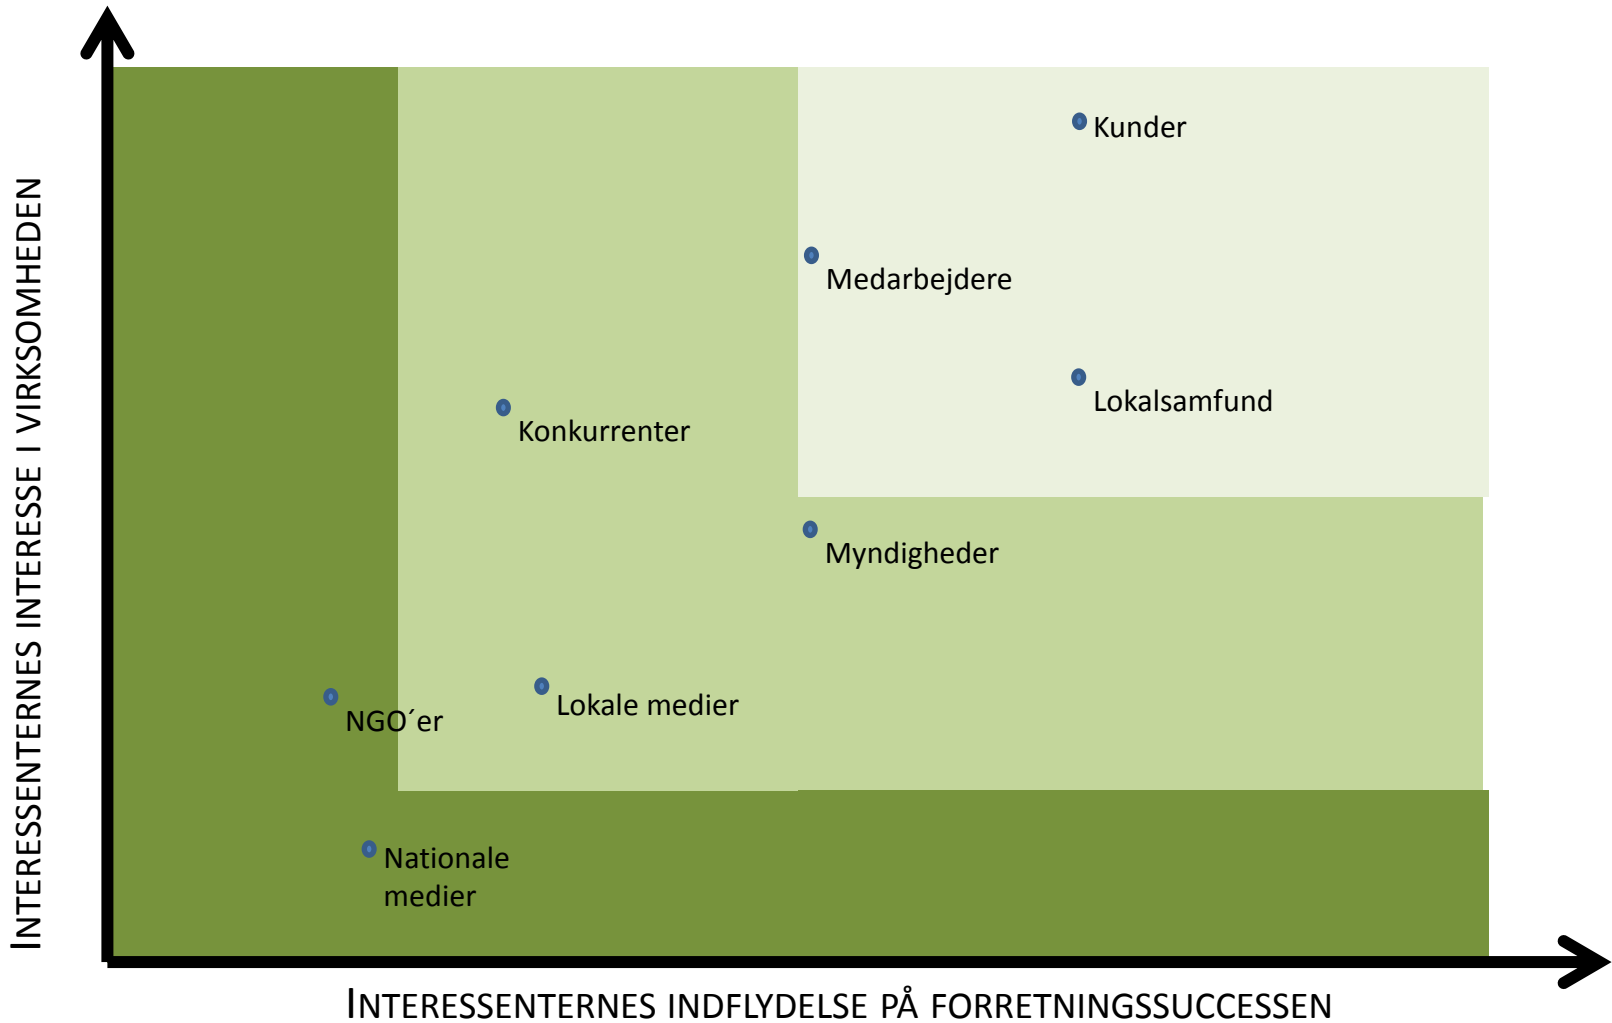 INTERESSENTERNES INTERESSE I VIRKSOMHEDEN
Kunder
Medarbejdere
Lokalsamfund
Konkurrenter
Myndigheder
NGO´er
Lokale medier
Nationale
medier
INTERESSENTERNES INDFLYDELSE PÅ FORRETNINGSSUCCESSEN